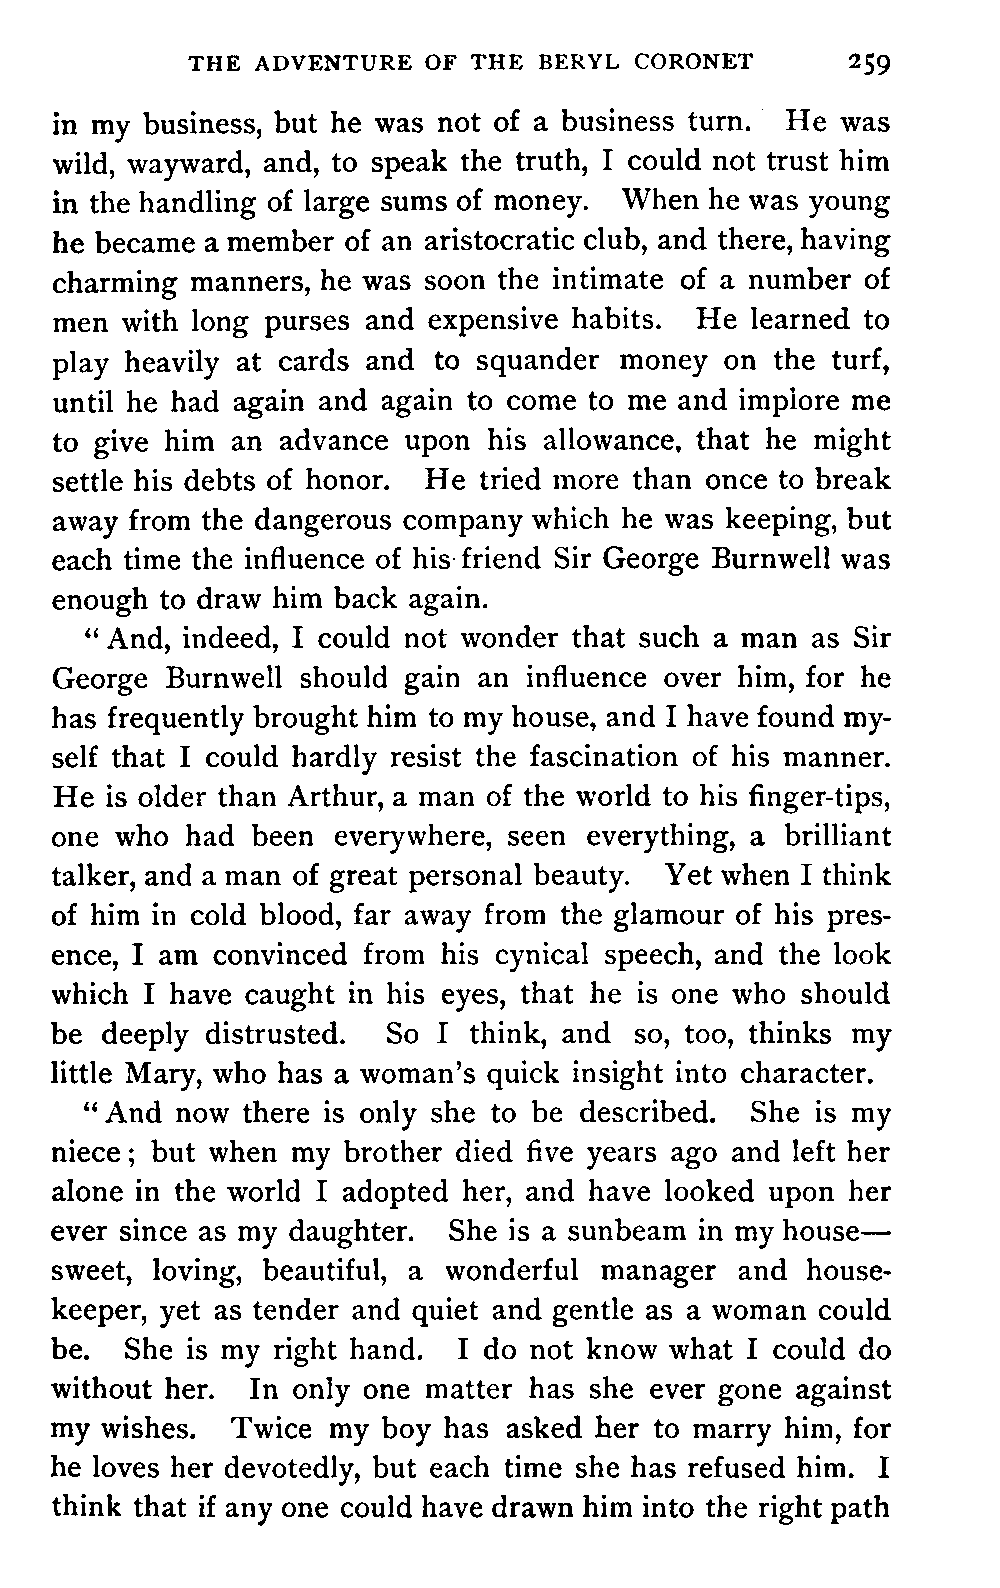 THE ADVENTURE OF THE BERYL CORONET 259
in my business, but he was not of a business turn. He was
wild, wayward, and, to speak the truth, I could not trust him
in the handling of large sums of money. When he was young
he became a member of an aristocratic club, and there, having
charming manners, he was soon the intimate of a number of
men with long purses and expensive habits. He learned to
play heavily at cards and to squander money on the turf,
until he had again and again to come to me and implore me
to give him an advance upon his allowance, that he might
settle his debts of honor. He tried more than once to break
away from the dangerous company which he was keeping, but
each time the influence of his friend Sir George Burnwell was
enough to draw him back again.
“And, indeed, I could not wonder that such a man as Sir
George Burnwell should gain an influence over him, for he
has frequently brought him to my house, and I have found my-
self that I could hardly resist the fascination of his manner.
He is older than Arthur, a man of the world to his finger-tips,
one who had been everywhere, seen everything, a brilliant
talker, and a man of great personal beauty. Yet when I think
of him in cold blood, far away from the glamour of his pres-
ence, I am convinced from his cynical speech, and the look
which I have caught in his eyes, that he is one who should
be deeply distrusted. So I think, and so, too, thinks my
little Mary, who has a woman's quick insight into character.
“And now there is only she to be described. She is my
niece; but when my brother died five years ago and left her
alone in the world I adopted her, and have looked upon her
ever since as my daughter. She is a sunbeam in my house—
sweet, loving, beautiful, a wonderful manager and house-
keeper, yet as tender and quiet and gentle as a woman could
be. She is my right hand. I do not know what I could do
without her. In only one matter has she ever gone against
my wishes. Twice my boy has asked her to marry him, for
he loves her devotedly, but each time she has refused him. I
think that if any one could have drawn him into the right path